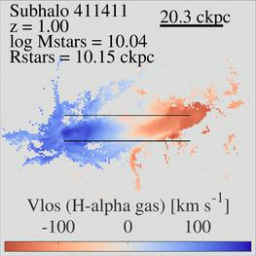 Subhalo 411411
20.3 ckpc
z = 1.00
log Mstars = 10.04
Rstars = 10.15 ckpc
Vlos (H-alpha gas) [km s⁻¹]
-100 0 100